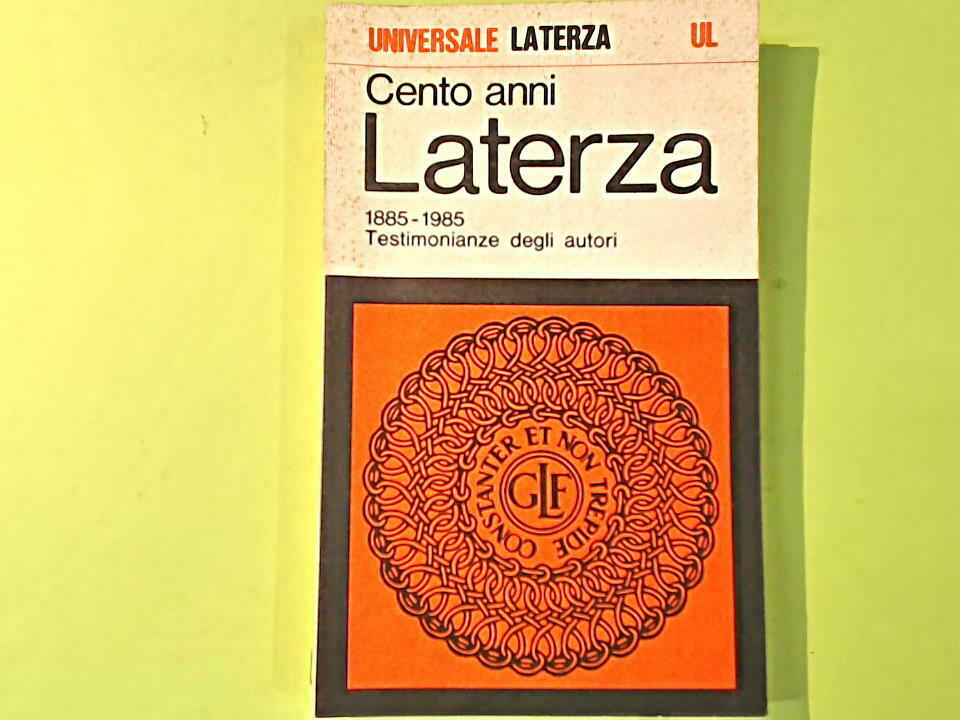 UNIVERSALE LATERZA UL
Cento anni
Laterza
1885-1985
Testimonianze degli autori
CONSTANTER ET NON TREPIDE
GLF